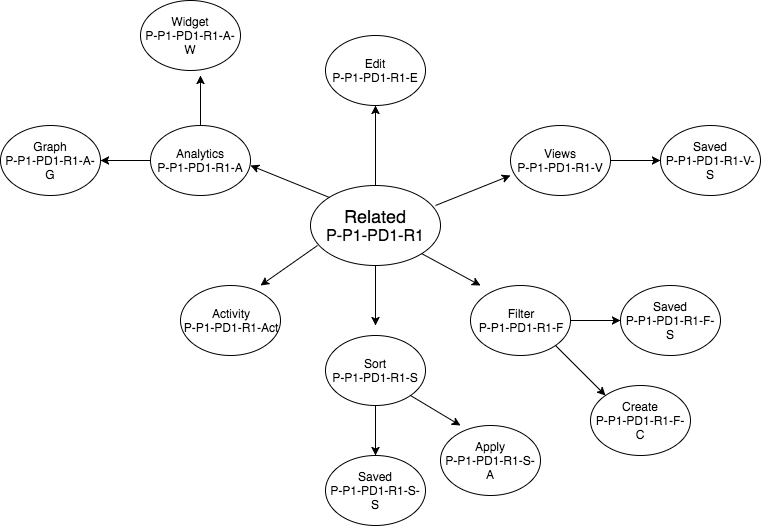 Widget
P-P1-PD1-R1-A-
W
Edit
P-P1-PD1-R1-E
Graph
P-P1-PD1-R1-A-
G
Analytics
P-P1-PD1-R1-A
Views
P-P1-PD1-R1-V
Saved
P-P1-PD1-R1-V-
S
Related
P-P1-PD1-R1
Activity
P-P1-PD1-R1-Act
Filter
P-P1-PD1-R1-F
Saved
P-P1-PD1-R1-F-
S
Sort
P-P1-PD1-R1-S
Create
P-P1-PD1-R1-F-
C
Apply
P-P1-PD1-R1-S-
A
Saved
P-P1-PD1-R1-S-
S